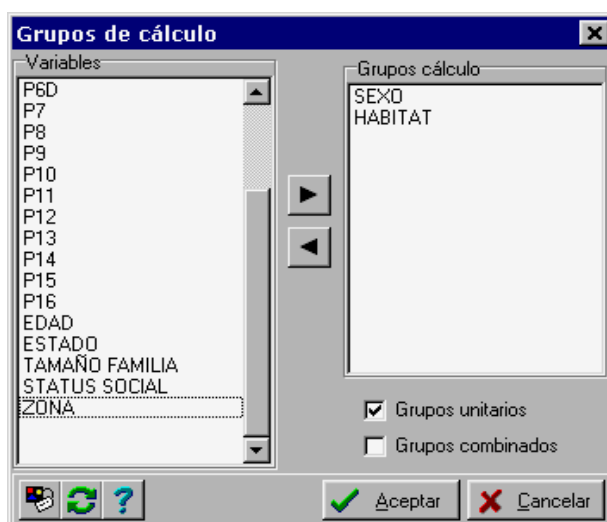 Grupos de cálculo
Variables
P6D
P7
P8
P9
P10
P11
P12
P13
P14
P15
P16
EDAD
ESTADO
TAMAÑO FAMILIA
STATUS SOCIAL
ZONA
Grupos cálculo
SEXO
HABITAT
Grupos unitarios
Grupos combinados
?
Aceptar
Cancelar